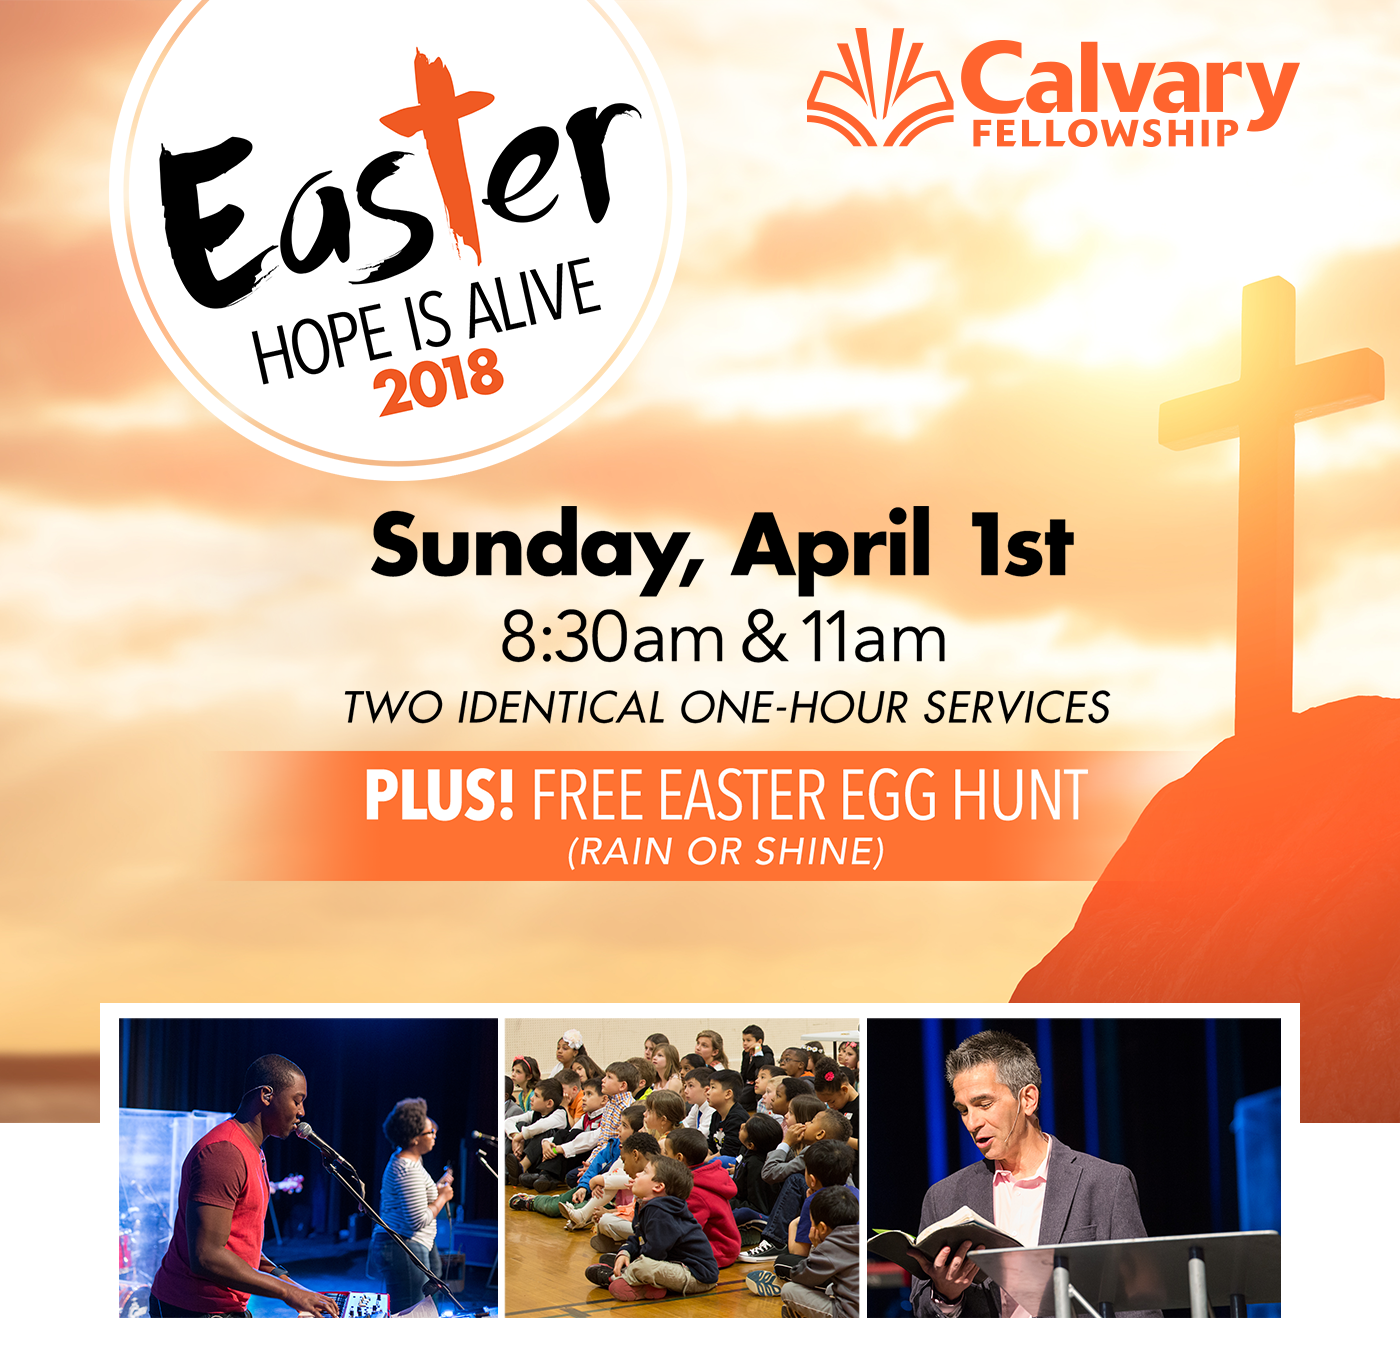 Easter
HOPE IS ALIVE
2018
Calvary
FELLOWSHIP
Sunday, April 1st
8:30am & 11am
TWO IDENTICAL ONE-HOUR SERVICES
PLUS! FREE EASTER EGG HUNT
(RAIN OR SHINE)